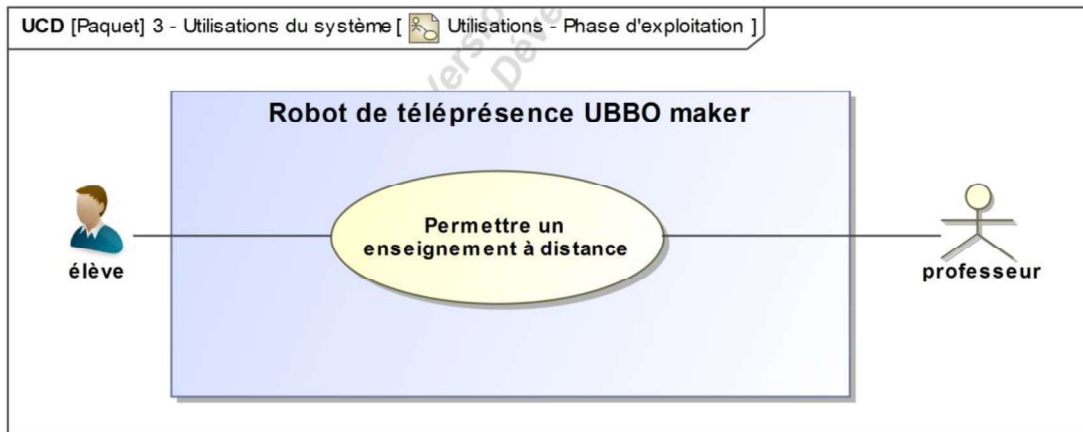 UCD [Paquet] 3 - Utilisations du système [ Utilisations - Phase d'exploitation ]
Robot de téléprésence UBBO maker
Permettre un
enseignement à distance
élève
professeur